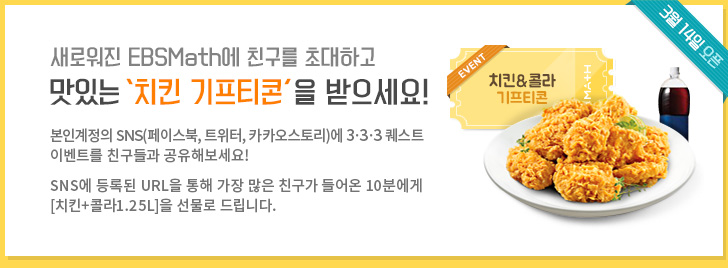 새로워진 EBSMath에 친구를 초대하고
맛있는 '치킨 기프티콘'을 받으세요!
본인계정의 SNS(페이스북, 트위터, 카카오스토리)에 3·3·3 퀘스트
이벤트를 친구들과 공유해보세요!
SNS에 등록된 URL을 통해 가장 많은 친구가 들어온 10분에게
[치킨+콜라1.25L]을 선물로 드립니다.
EVENT
치킨&콜라
기프티콘
MATH
3월 14일 오픈